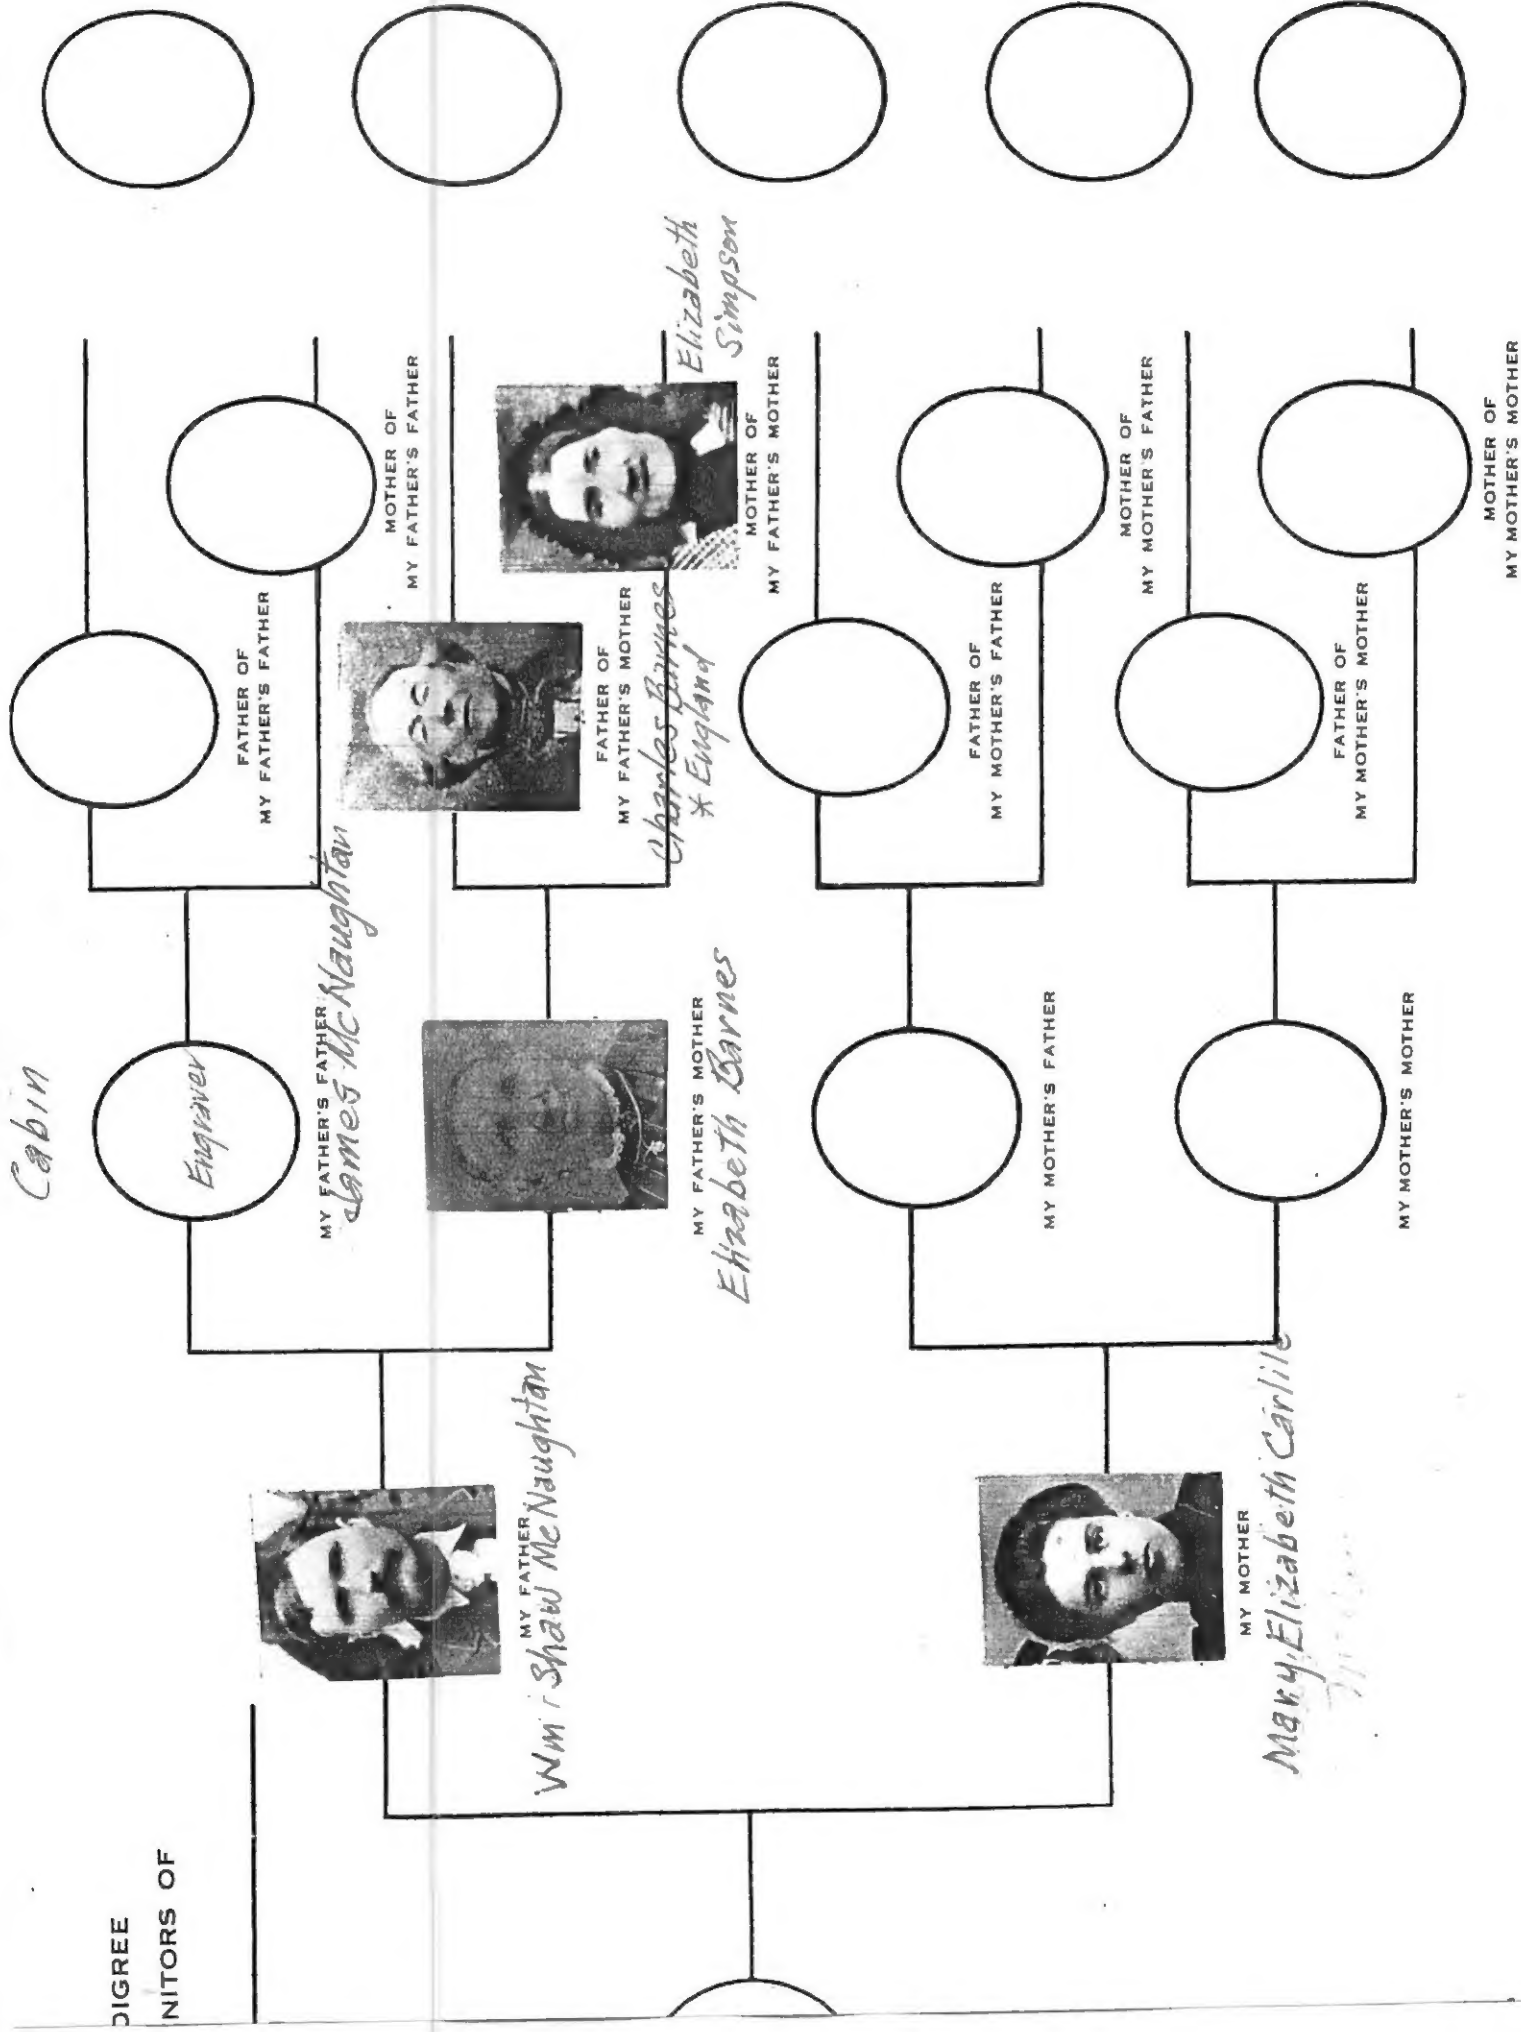 DIGREE
NITORS OF
Cabin
Engraver
MY FATHER'S FATHER
James McNaughtan
FATHER OF
MY FATHER'S FATHER
MOTHER OF
MY FATHER'S FATHER
MY FATHER
Wm Shaw McNaughtan
MY FATHER'S MOTHER
Elizabeth Barnes
FATHER OF
MY FATHER'S MOTHER
Charles Barnes
* England
MOTHER OF
MY FATHER'S MOTHER
Elizabeth
Simpson
MY MOTHER
Mary Elizabeth Carlile
MY MOTHER'S FATHER
FATHER OF
MY MOTHER'S FATHER
MOTHER OF
MY MOTHER'S FATHER
MY MOTHER'S MOTHER
FATHER OF
MY MOTHER'S MOTHER
MOTHER OF
MY MOTHER'S MOTHER